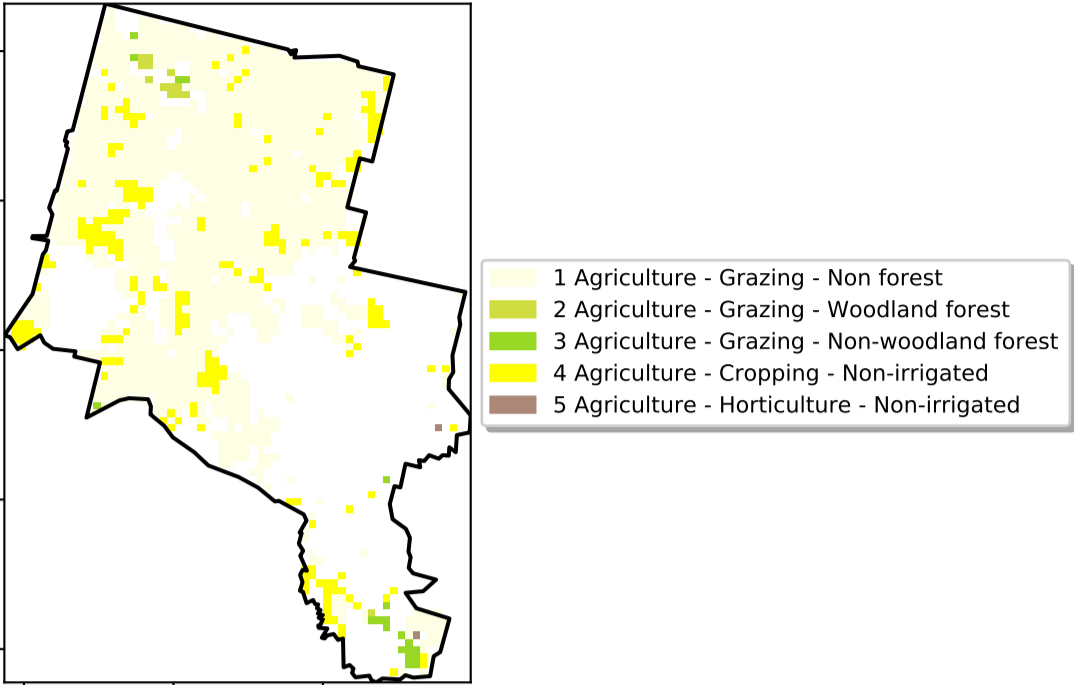 1 Agriculture - Grazing - Non forest
2 Agriculture - Grazing - Woodland forest
3 Agriculture - Grazing - Non-woodland forest
4 Agriculture - Cropping - Non-irrigated
5 Agriculture - Horticulture - Non-irrigated